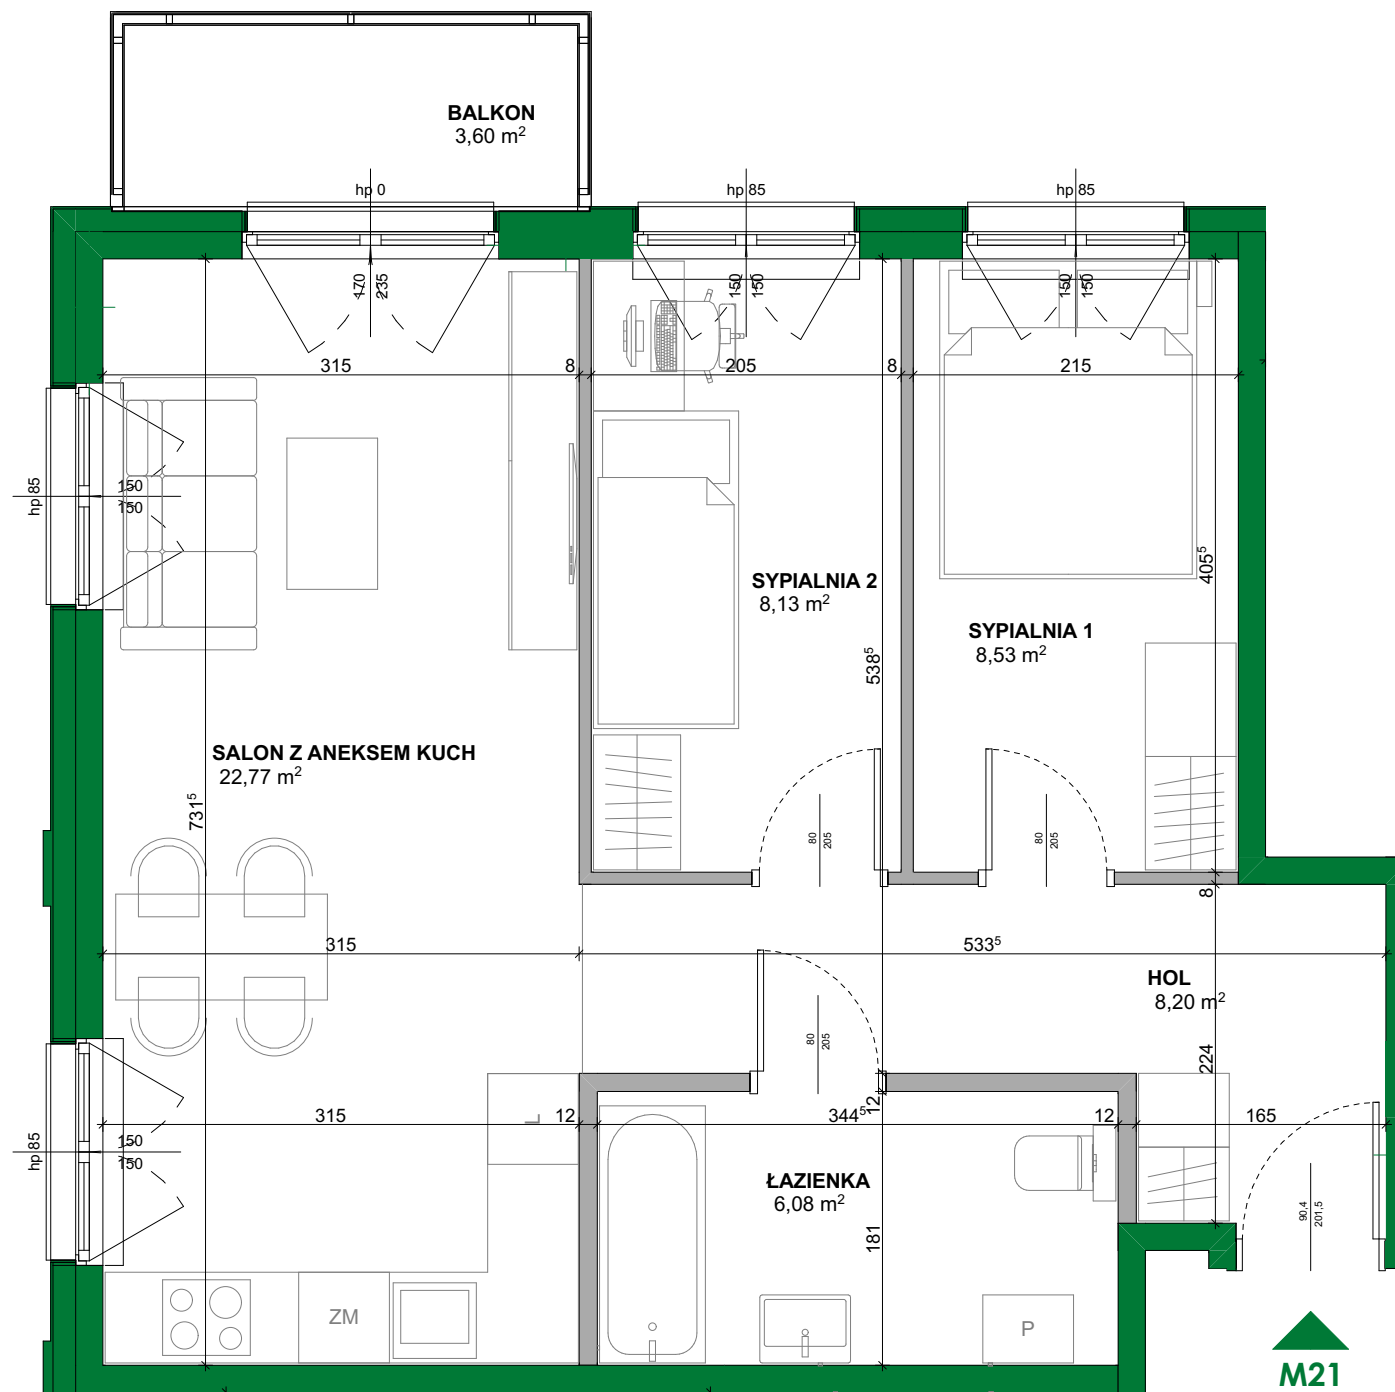 BALKON
3,60 m²
hp 0
hp 85
hp 85
170
235
150
150
150
150
315
8
205
8
215
hp 85
150
150
405⁵
SYPIALNIA 2
8,13 m²
SYPIALNIA 1
8,53 m²
538⁵
SALON Z ANEKSEM KUCH
22,77 m²
731⁵
80
205
80
205
8
315
533⁵
HOL
8,20 m²
80
205
224
hp 85
150
150
L
315
12
344⁵
12
12
165
ŁAZIENKA
6,08 m²
181
90,4
201,5
ZM
P
M21